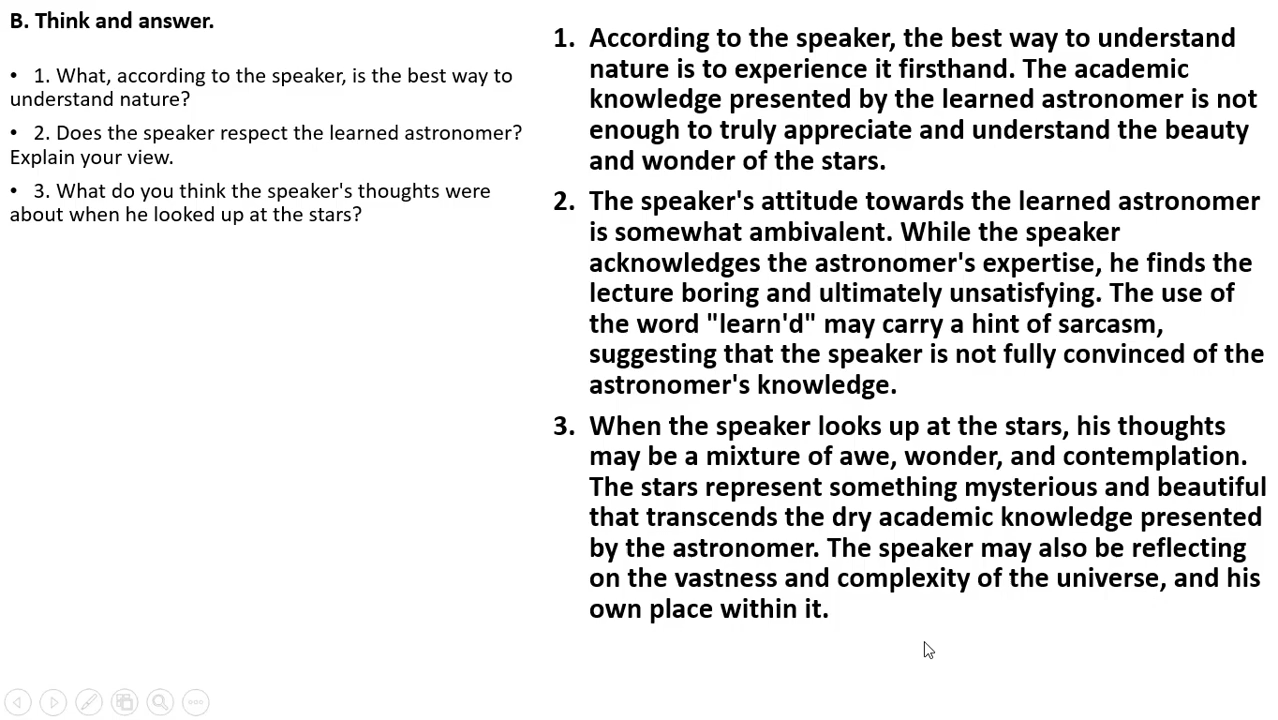 B. Think and answer.
• 1. What, according to the speaker, is the best way to
understand nature?
• 2. Does the speaker respect the learned astronomer?
Explain your view.
• 3. What do you think the speaker's thoughts were
about when he looked up at the stars?
1. According to the speaker, the best way to understand
nature is to experience it firsthand. The academic
knowledge presented by the learned astronomer is not
enough to truly appreciate and understand the beauty
and wonder of the stars.
2. The speaker's attitude towards the learned astronomer
is somewhat ambivalent. While the speaker
acknowledges the astronomer's expertise, he finds the
lecture boring and ultimately unsatisfying. The use of
the word "learn'd" may carry a hint of sarcasm,
suggesting that the speaker is not fully convinced of the
astronomer's knowledge.
3. When the speaker looks up at the stars, his thoughts
may be a mixture of awe, wonder, and contemplation.
The stars represent something mysterious and beautiful
that transcends the dry academic knowledge presented
by the astronomer. The speaker may also be reflecting
on the vastness and complexity of the universe, and his
own place within it.